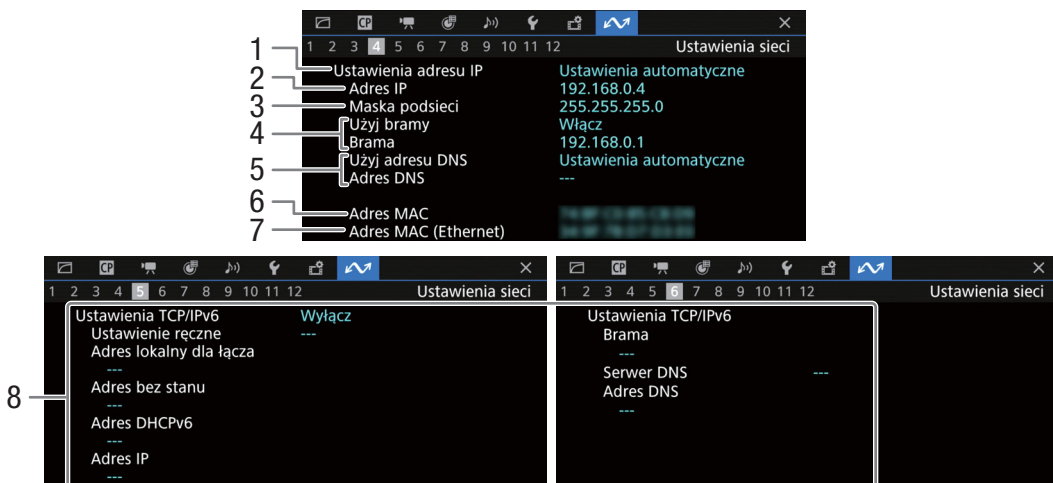 CP
1 2 3 4 5 6 7 8 9 10 11 12 Ustawienia sieci
1 Ustawienia adresu IP Ustawienia automatyczne
2 Adres IP 192.168.0.4
3 Maska podsieci 255.255.255.0
4 Użyj bramy Włącz
Brama 192.168.0.1
5 Użyj adresu DNS Ustawienia automatyczne
Adres DNS ---
6 Adres MAC
7 Adres MAC (Ethernet)
CP
1 2 3 4 5 6 7 8 9 10 11 12 Ustawienia sieci
8
Ustawienia TCP/IPv6 Wyłącz
Ustawienie ręczne ---
Adres lokalny dla łącza
---
Adres bez stanu
---
Adres DHCPv6
---
Adres IP
---
CP
1 2 3 4 5 6 7 8 9 10 11 12 Ustawienia sieci
Ustawienia TCP/IPv6
Brama
---
Serwer DNS ---
Adres DNS
---